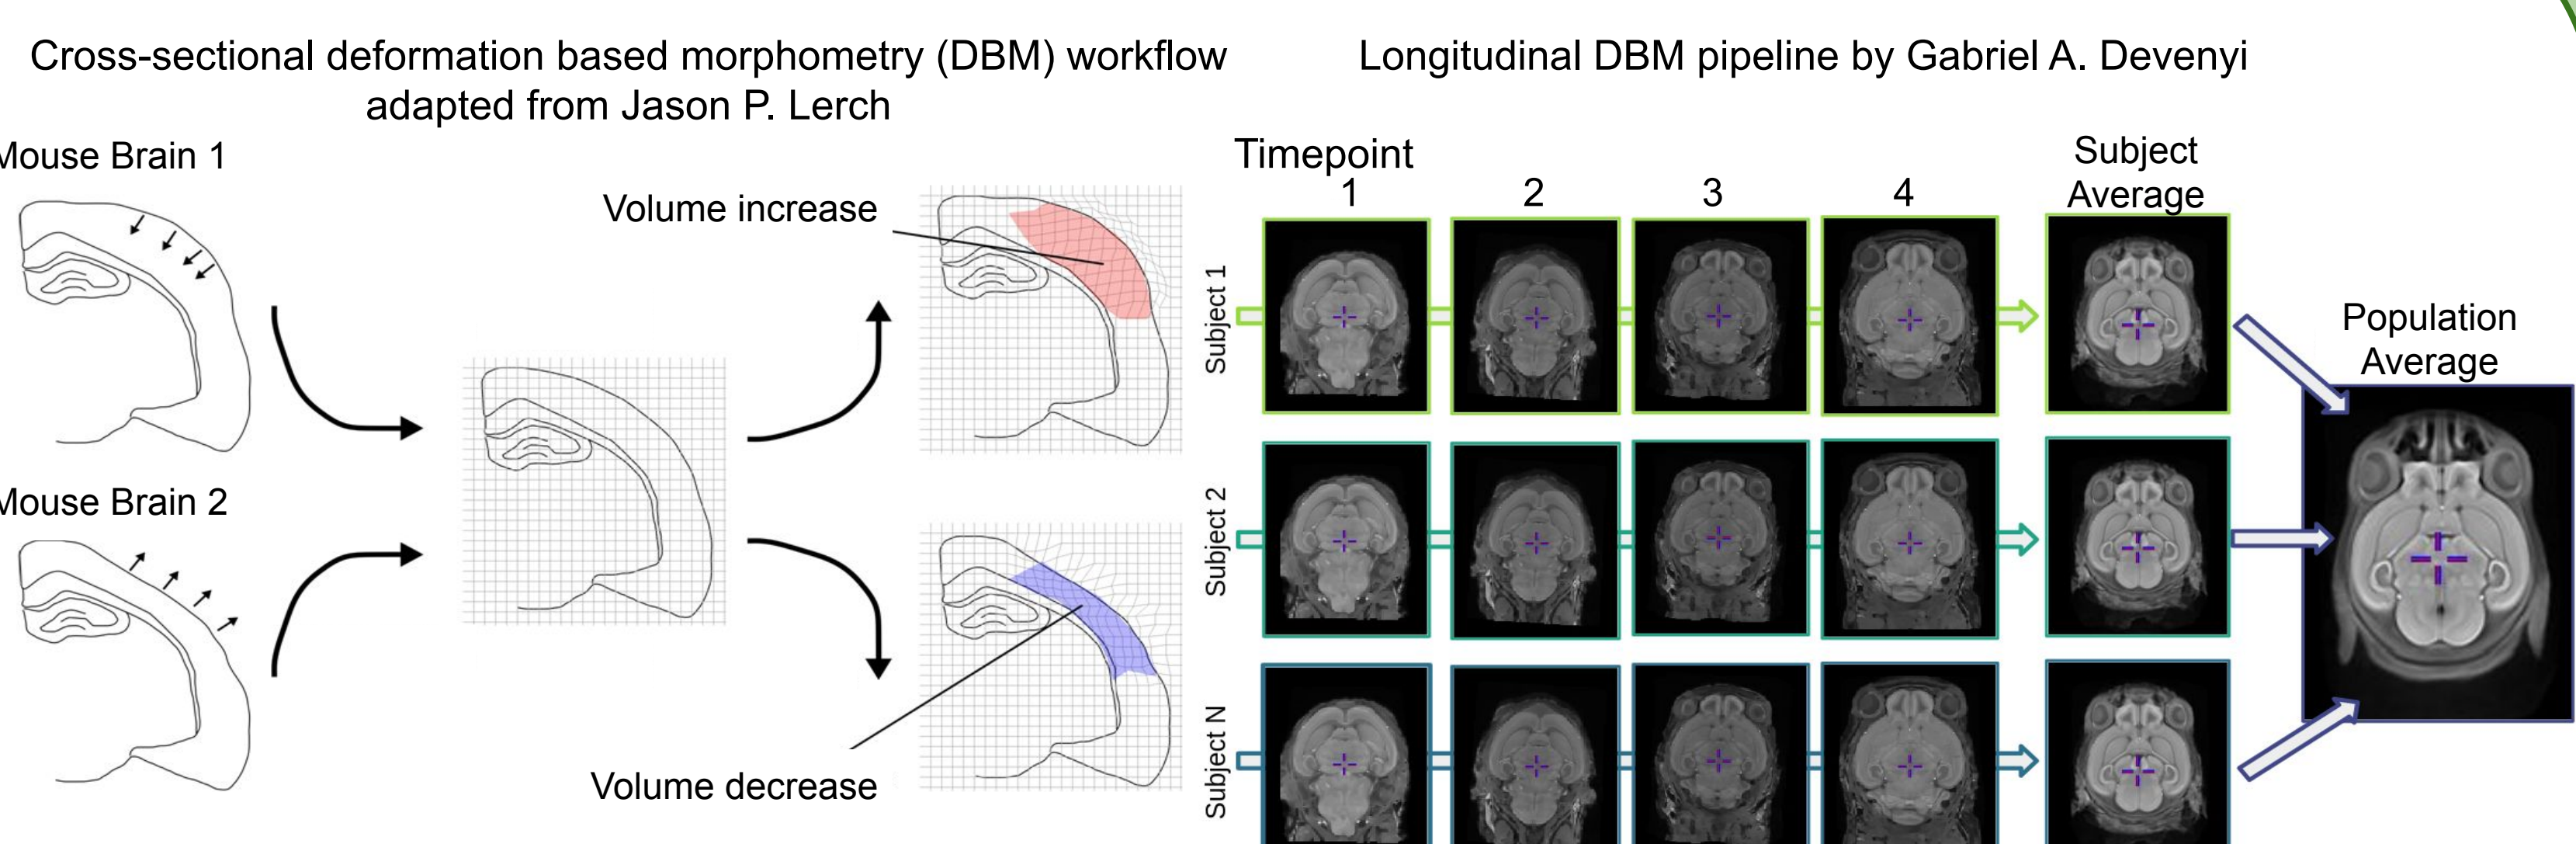 Cross-sectional deformation based morphometry (DBM) workflow
adapted from Jason P. Lerch
Mouse Brain 1
Volume increase
Mouse Brain 2
Volume decrease
Longitudinal DBM pipeline by Gabriel A. Devenyi
Timepoint
1 2 3 4
Subject
Average
Subject 1
Subject 2
Subject N
Population
Average